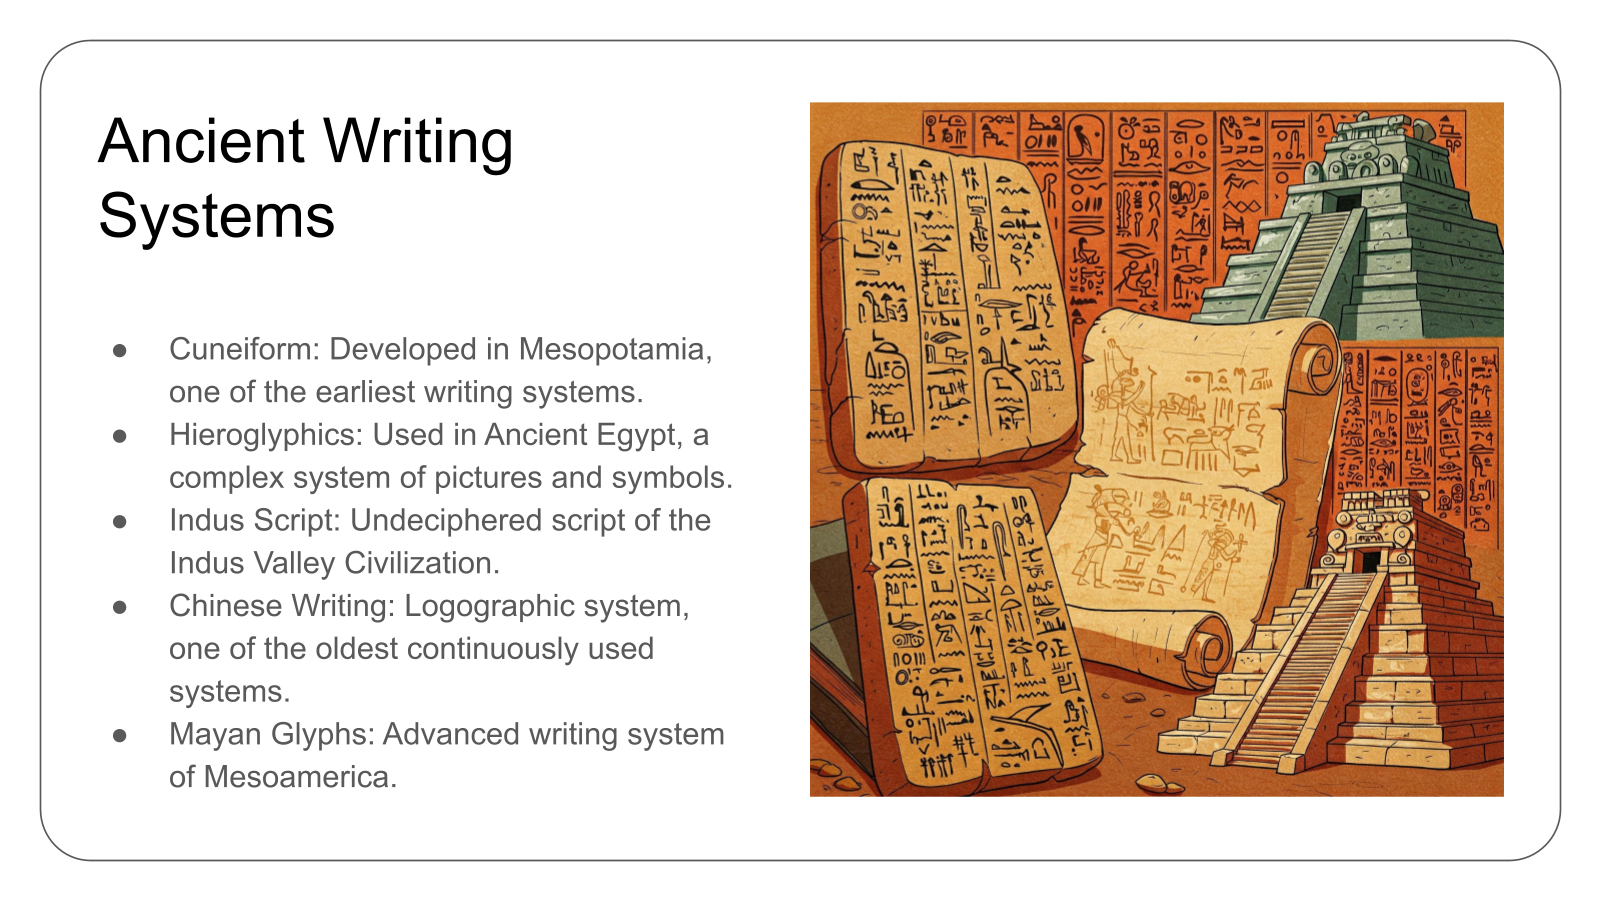 Ancient Writing
Systems
● Cuneiform: Developed in Mesopotamia,
one of the earliest writing systems.
● Hieroglyphics: Used in Ancient Egypt, a
complex system of pictures and symbols.
● Indus Script: Undeciphered script of the
Indus Valley Civilization.
● Chinese Writing: Logographic system,
one of the oldest continuously used
systems.
● Mayan Glyphs: Advanced writing system
of Mesoamerica.